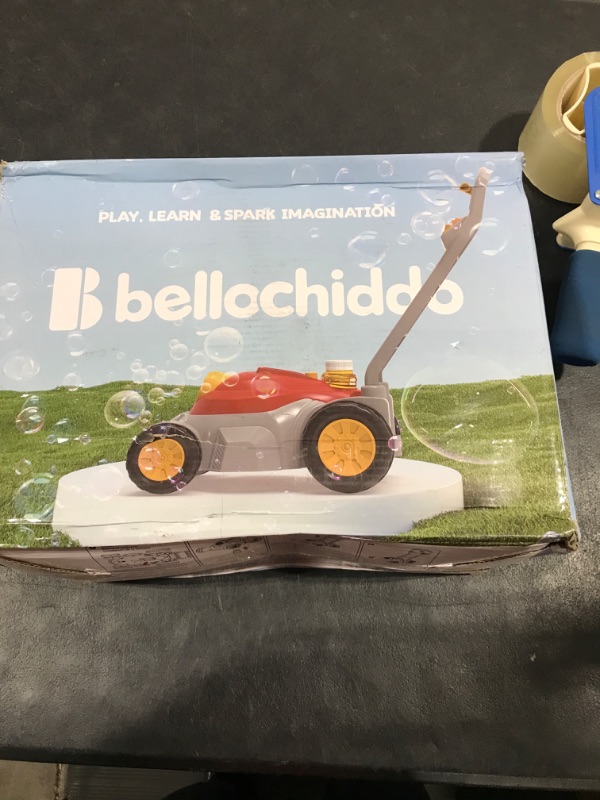 PLAY, LEARN & SPARK IMAGINATION
B bellochiddo